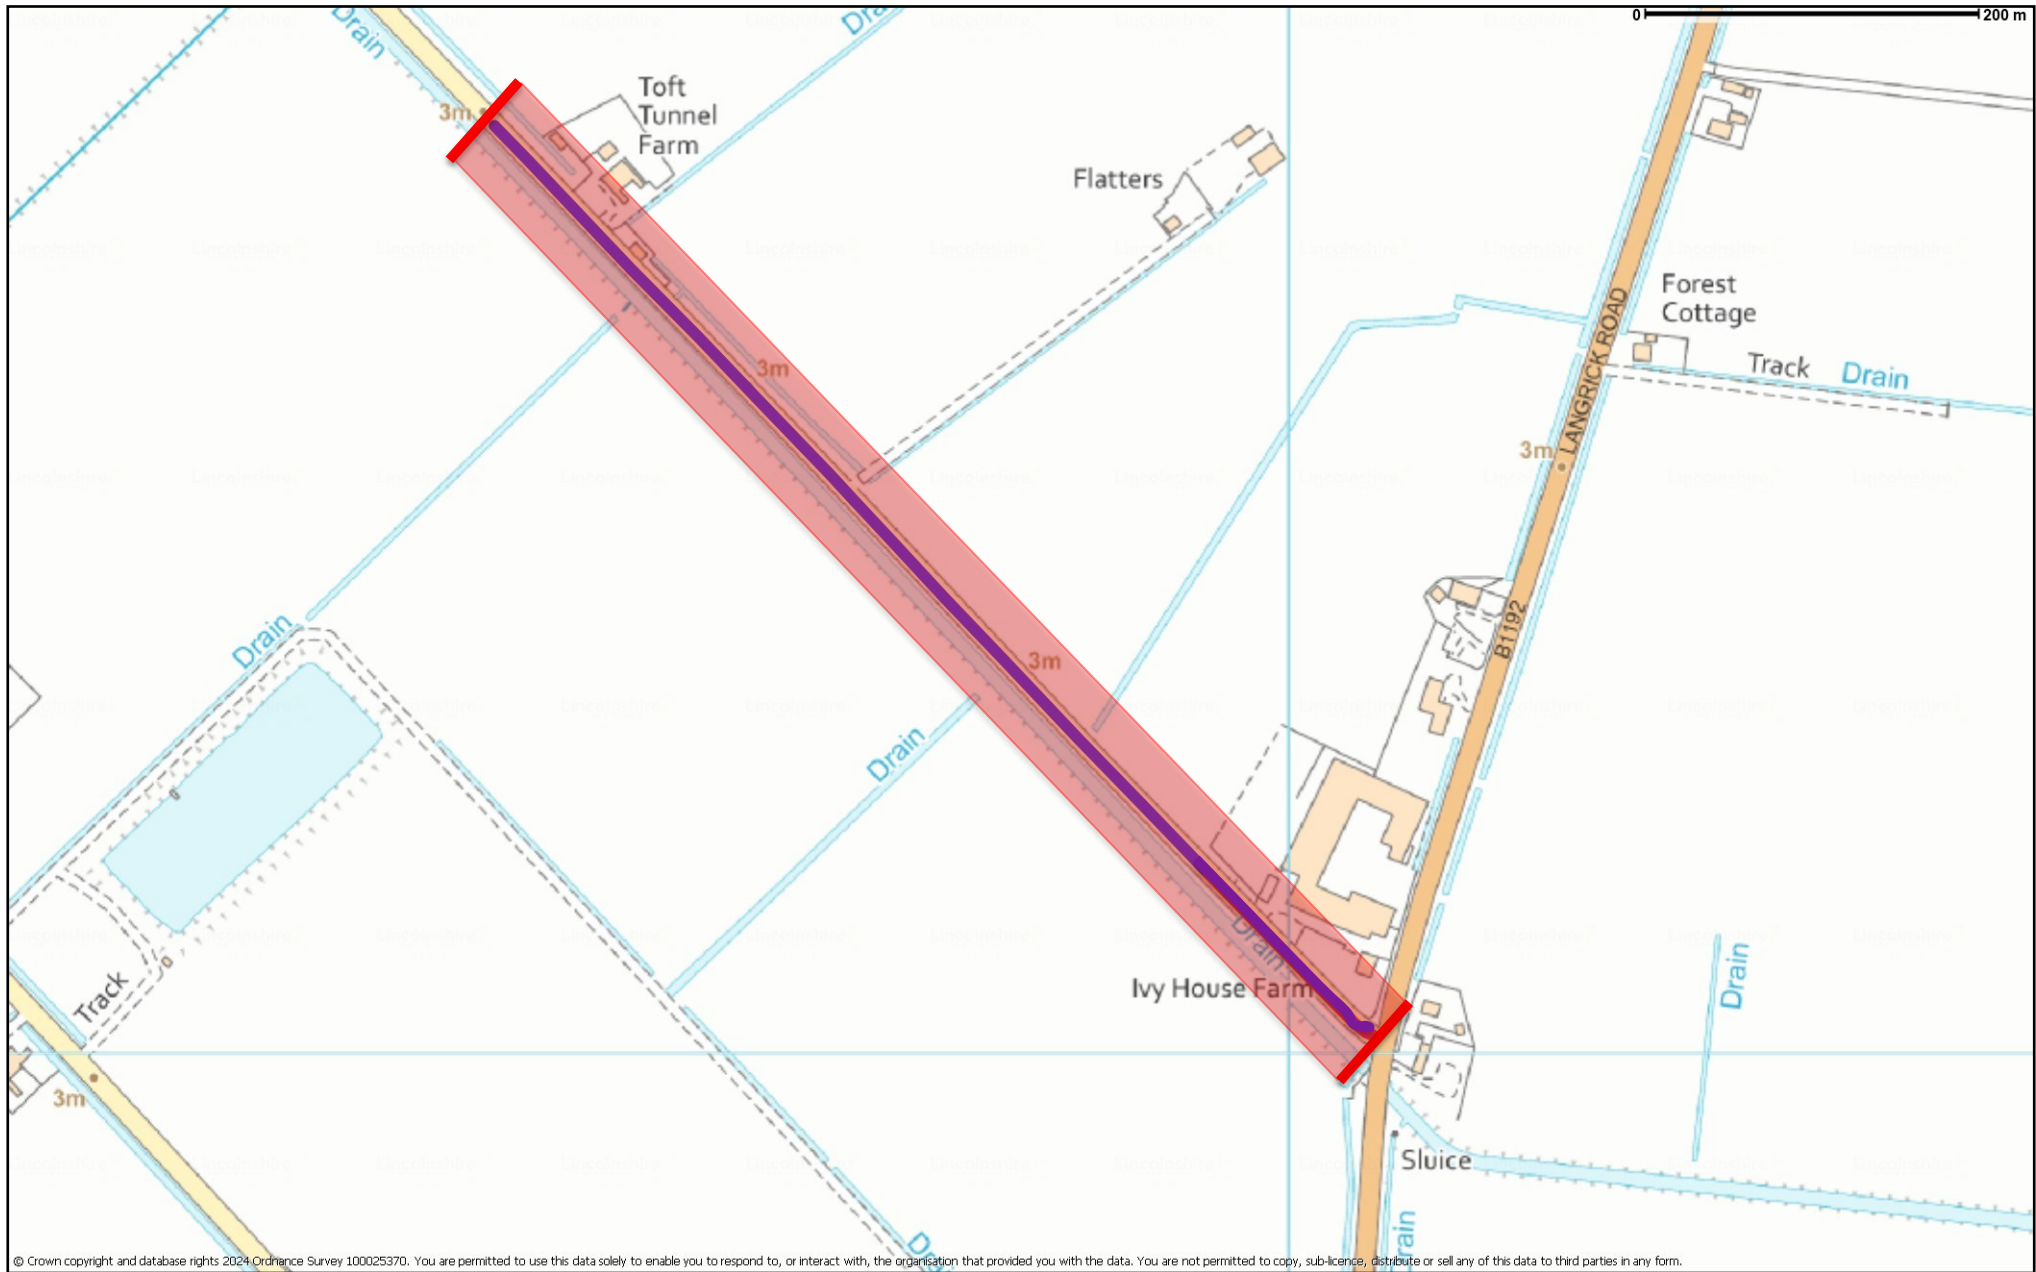 Drain
Dra
0 200 m
3m
Toft
Tunnel
Farm
Flatters
Forest
Cottage
LANGRICK ROAD
Track
Drain
3m
3m
B1192
Drain
3m
Drain
Drain
Ivy House Farm
Drain
Track
3m
Sluice
Drain
© Crown copyright and database rights 2024 Ordnance Survey 100025370. You are permitted to use this data solely to enable you to respond to, or interact with, the organisation that provided you with the data. You are not permitted to copy, sub-licence, distribute or sell any of this data to third parties in any form.